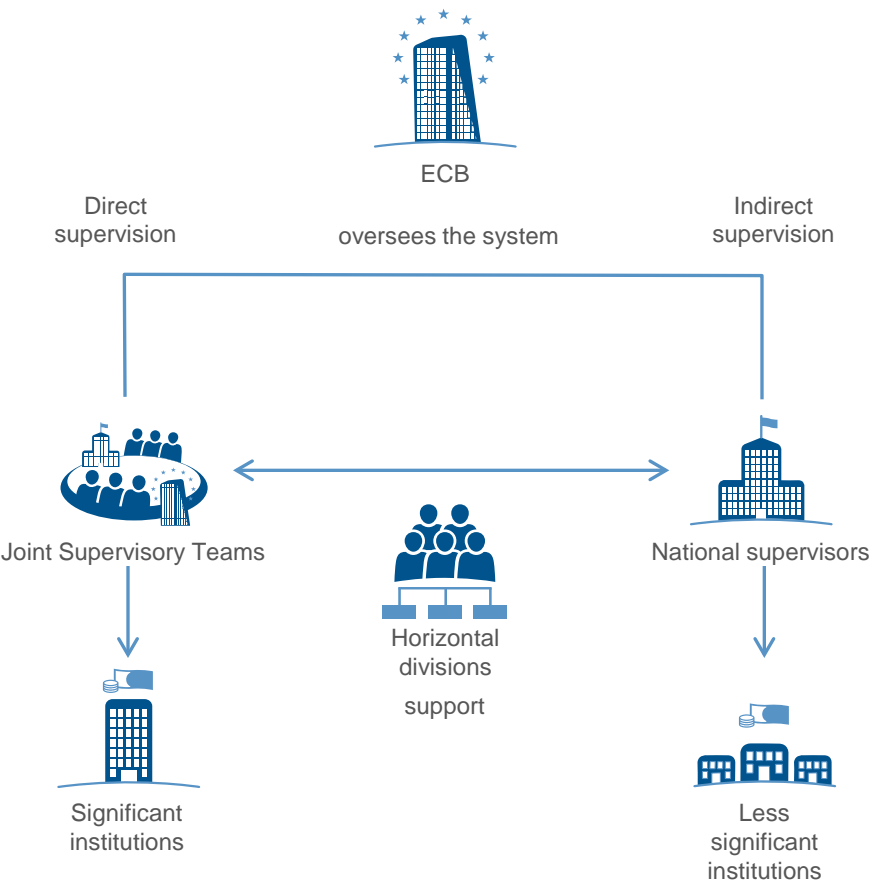 ECB
Direct
supervision
oversees the system
Indirect
supervision
Joint Supervisory Teams
National supervisors
Horizontal
divisions
support
Significant
institutions
Less
significant
institutions